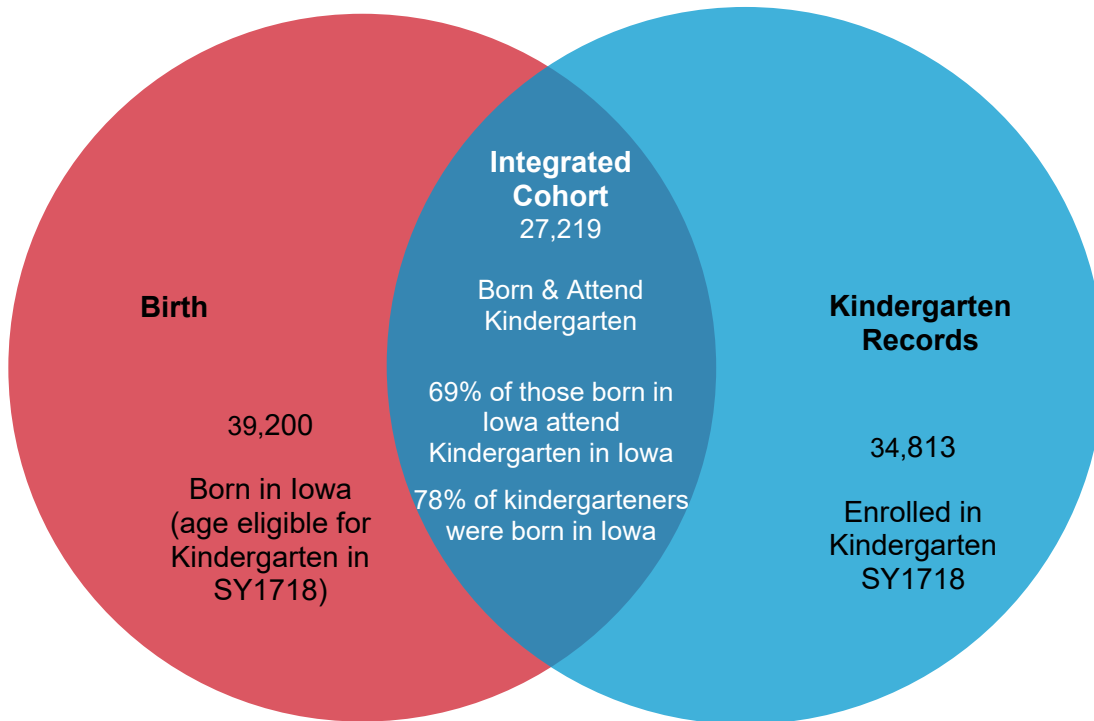 Birth
39,200
Born in Iowa
(age eligible for
Kindergarten in
SY1718)
Integrated
Cohort
27,219
Born & Attend
Kindergarten
69% of those born in
Iowa attend
Kindergarten in Iowa
78% of kindergarteners
were born in Iowa
Kindergarten
Records
34,813
Enrolled in
Kindergarten
SY1718